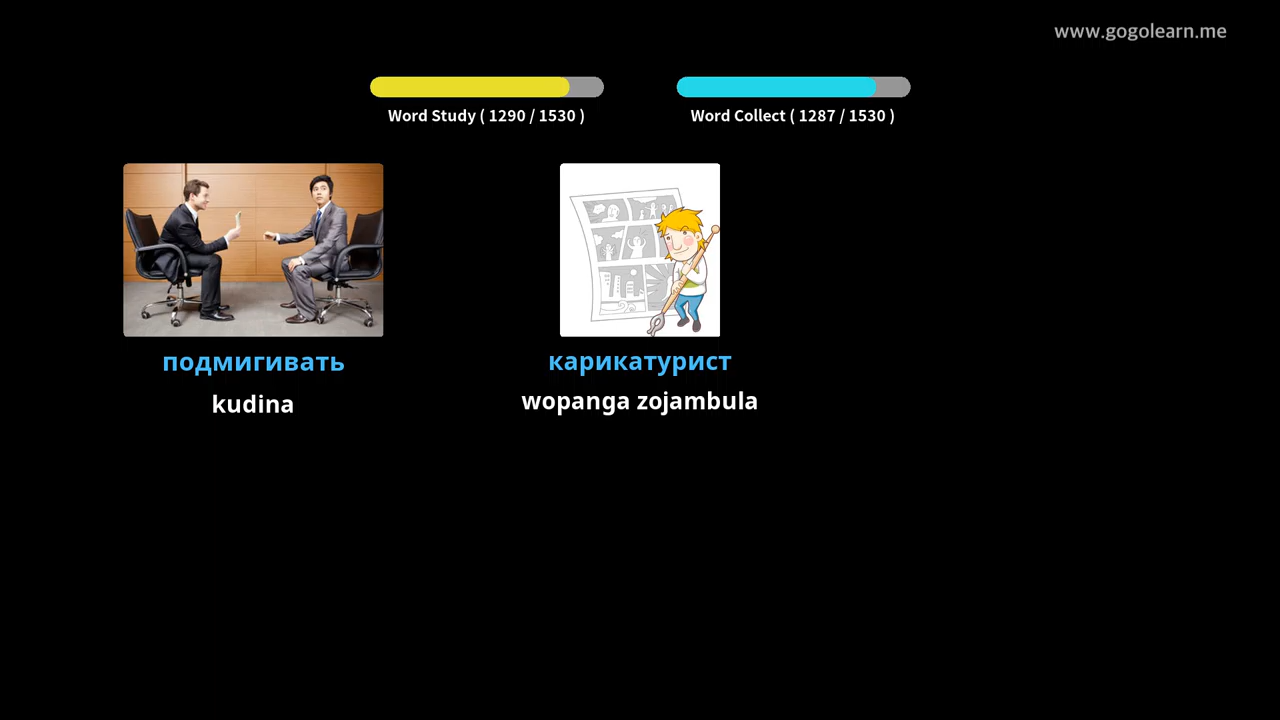 www.gogolearn.me
Word Study ( 1290 / 1530 )
Word Collect ( 1287 / 1530 )
подмигивать
kudina
карикатурист
wopanga zojambula